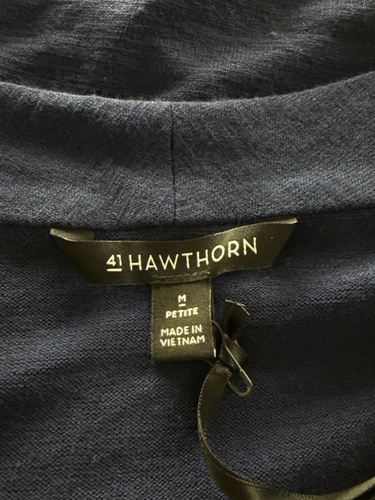 41 HAWTHORN
M
PETITE
MADE IN
VIETNAM